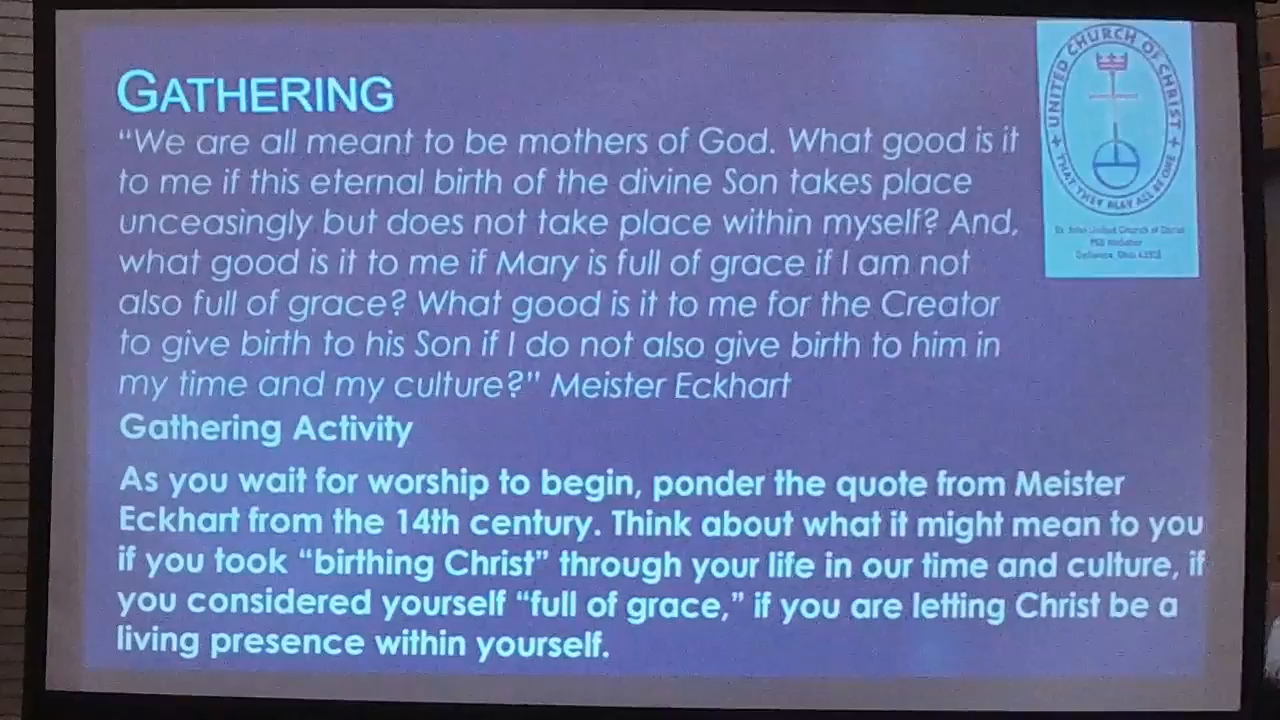 GATHERING
“We are all meant to be mothers of God. What good is it
to me if this eternal birth of the divine Son takes place
unceasingly but does not take place within myself? And,
what good is it to me if Mary is full of grace if I am not
also full of grace? What good is it to me for the Creator
to give birth to his Son if I do not also give birth to him in
my time and my culture?” Meister Eckhart
Gathering Activity
As you wait for worship to begin, ponder the quote from Meister
Eckhart from the 14th century. Think about what it might mean to you
if you took “birthing Christ” through your life in our time and culture, if
you considered yourself “full of grace,” if you are letting Christ be a
living presence within yourself.
UNITED CHURCH OF CHRIST
THAT THEY MAY ALL BE ONE
St. John United Church of Christ
Defiance, Ohio